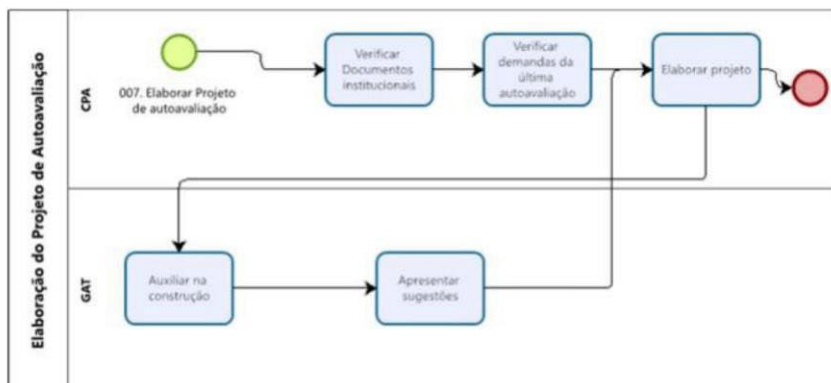 Elaboração do Projeto de Autoavaliação
CPA
007. Elaborar Projeto
de autoavaliação
Verificar
Documentos
institucionais
Verificar
demandas da
última
autoavaliação
Elaborar projeto
GAT
Auxiliar na
construção
Apresentar
sugestões